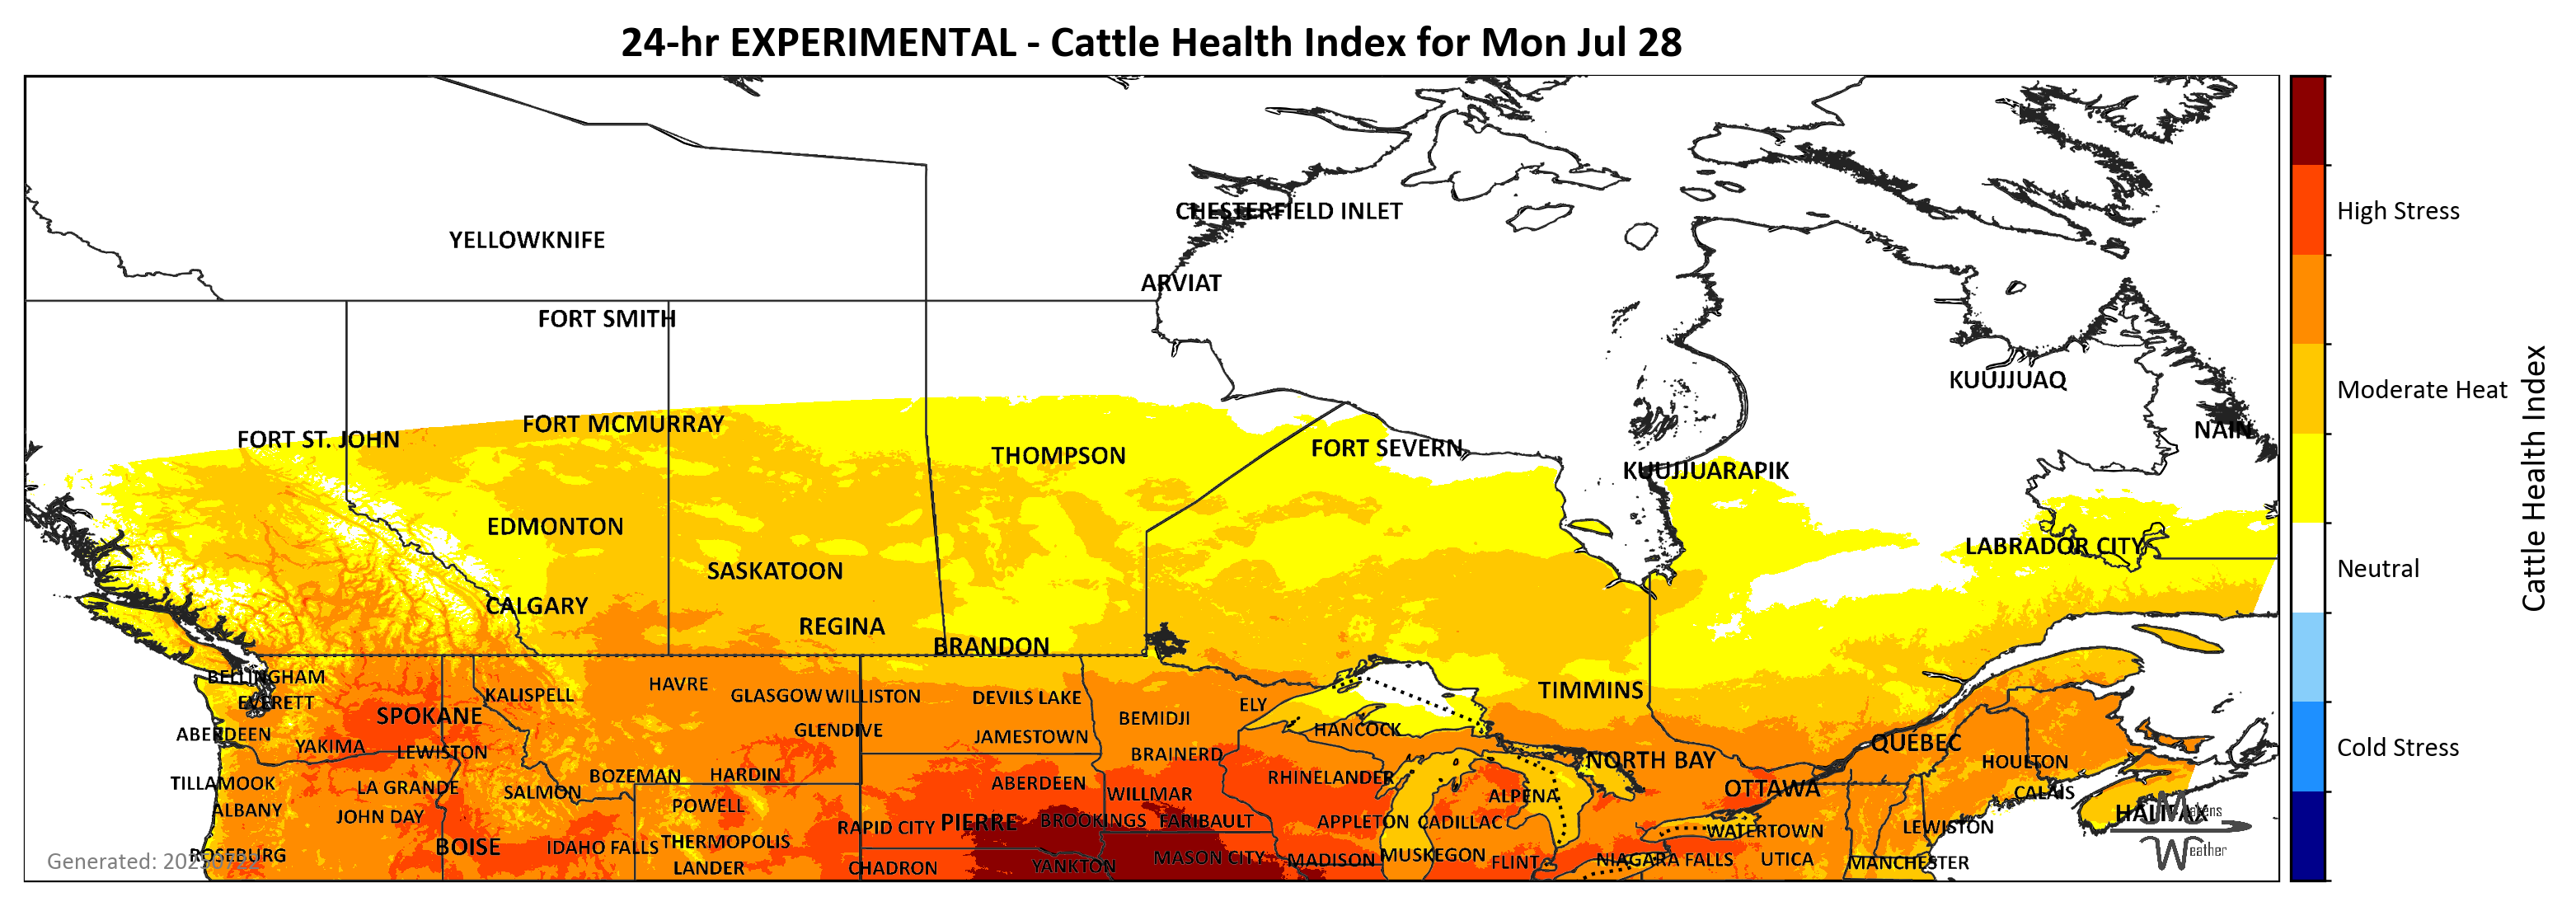 24-hr EXPERIMENTAL - Cattle Health Index for Mon Jul 28
CHESTERFIELD INLET
YELLOWKNIFE
ARVIAT
FORT SMITH
KUUJJUAQ
FORT MCMURRAY
NAIN
FORT ST. JOHN
FORT SEVERN
THOMPSON
KUUJJUARAPIK
EDMONTON
LABRADOR CITY
SASKATOON
CALGARY
REGINA
BRANDON
BELLINGHAM
HAVRE
TIMMINS
KALISPELL
GLASGOW
WILLISTON
DEVILS LAKE
EVERETT
ELY
SPOKANE
BEMIDJI
GLENDIVE
HANCOCK
ABERDEEN
JAMESTOWN
QUEBEC
YAKIMA
LEWISTON
BRAINERD
NORTH BAY
HOULTON
BOZEMAN
HARDIN
RHINELANDER
TILLAMOOK
ABERDEEN
LA GRANDE
OTTAWA
SALMON
CALAIS
WILLMAR
ALPENA
POWELL
ALBANY
HALIFAX
Makens
JOHN DAY
BROOKINGS
FARIBAULT
PIERRE
APPLETON
CADILLAC
RAPID CITY
LEWISTON
WATERTOWN
THERMOPOLIS
BOISE
IDAHO FALLS
Weather
ROSEBURG
MUSKEGON
MASON CITY
MADISON
NIAGARA FALLS
UTICA
FLINT
MANCHESTER
YANKTON
LANDER
CHADRON
High Stress
Moderate Heat
Neutral
Cold Stress
Cattle Health Index
Generated: